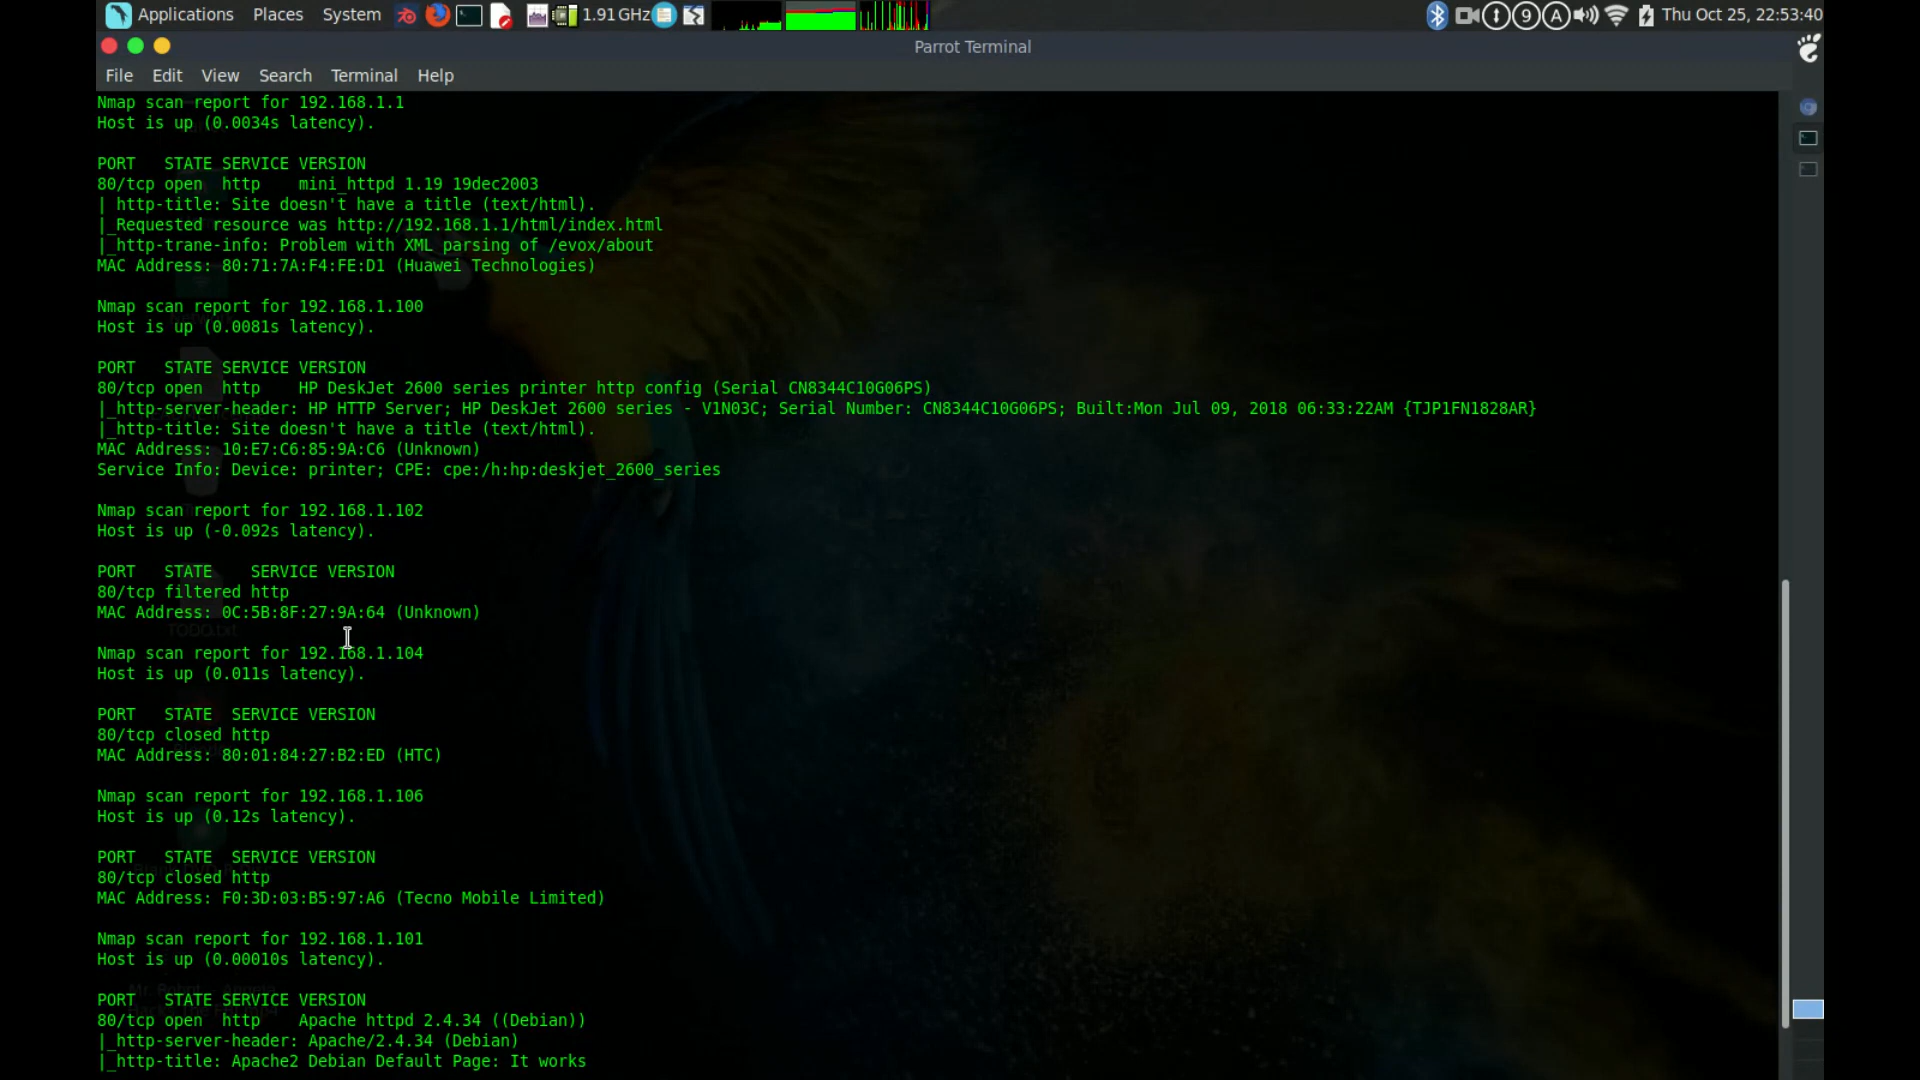 Applications Places System 1.91 GHz 9 A Thu Oct 25, 22:53:40
Parrot Terminal
File Edit View Search Terminal Help
Nmap scan report for 192.168.1.1
Host is up (0.0034s latency).
PORT   STATE SERVICE VERSION
80/tcp open  http    mini_httpd 1.19 19dec2003
| http-title: Site doesn't have a title (text/html).
|_Requested resource was http://192.168.1.1/html/index.html
|_http-trane-info: Problem with XML parsing of /evox/about
MAC Address: 80:71:7A:F4:FE:D1 (Huawei Technologies)
Nmap scan report for 192.168.1.100
Host is up (0.0081s latency).
PORT   STATE SERVICE VERSION
80/tcp open  http    HP DeskJet 2600 series printer http config (Serial CN8344C10G06PS)
|_http-server-header: HP HTTP Server; HP DeskJet 2600 series - V1N03C; Serial Number: CN8344C10G06PS; Built:Mon Jul 09, 2018 06:33:22AM {TJP1FN1828AR}
|_http-title: Site doesn't have a title (text/html).
MAC Address: 10:E7:C6:85:9A:C6 (Unknown)
Service Info: Device: printer; CPE: cpe:/h:hp:deskjet_2600_series
Nmap scan report for 192.168.1.102
Host is up (-0.092s latency).
PORT   STATE    SERVICE VERSION
80/tcp filtered http
MAC Address: 0C:5B:8F:27:9A:64 (Unknown)
TODO.txt
Nmap scan report for 192.168.1.104
Host is up (0.011s latency).
PORT   STATE  SERVICE VERSION
80/tcp closed http
MAC Address: 80:01:84:27:B2:ED (HTC)
Nmap scan report for 192.168.1.106
Host is up (0.12s latency).
PORT   STATE  SERVICE VERSION
80/tcp closed http
MAC Address: F0:3D:03:B5:97:A6 (Tecno Mobile Limited)
Nmap scan report for 192.168.1.101
Host is up (0.00010s latency).
PORT   STATE SERVICE VERSION
80/tcp open  http    Apache httpd 2.4.34 ((Debian))
|_http-server-header: Apache/2.4.34 (Debian)
|_http-title: Apache2 Debian Default Page: It works